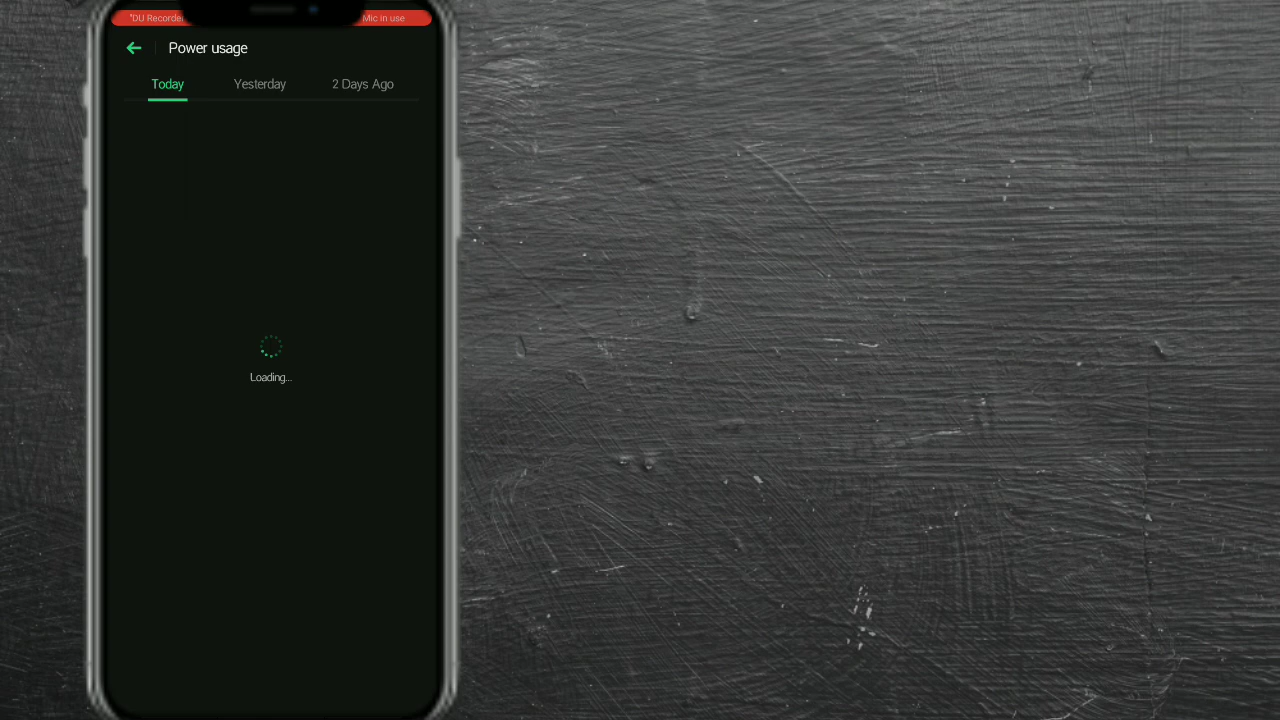 "DU Recorder Mic in use
Power usage
Today Yesterday 2 Days Ago
Loading...